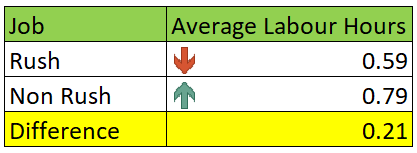 Job Average Labour Hours
Rush 0.59
Non Rush 0.79
Difference 0.21